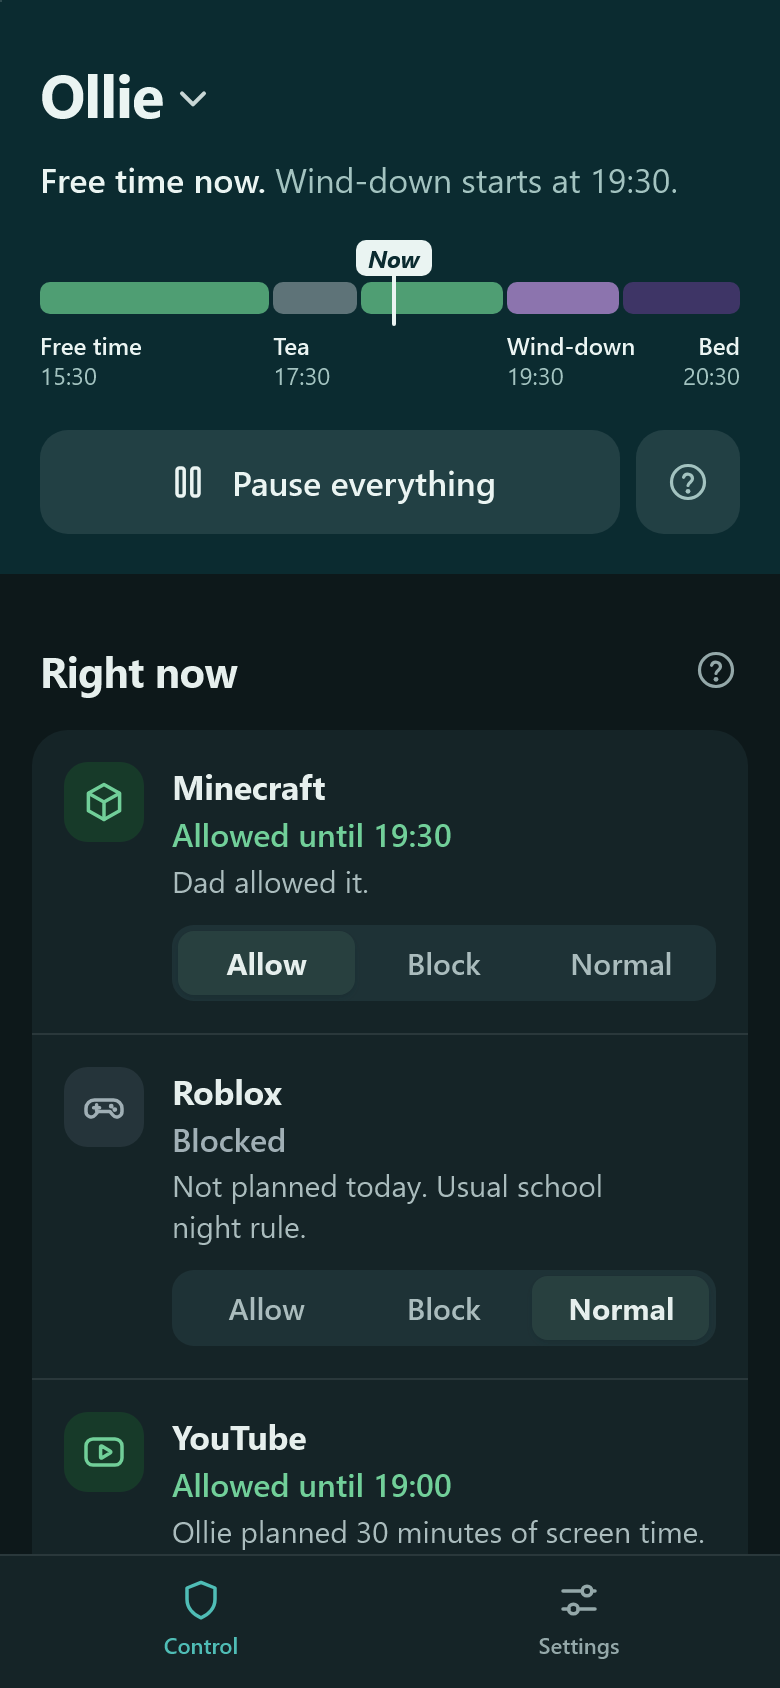 Ollie
Free time now. Wind-down starts at 19:30.
Now
Free time Tea Wind-down Bed
15:30 17:30 19:30 20:30
Pause everything
Right now
Minecraft
Allowed until 19:30
Dad allowed it.
Allow Block Normal
Roblox
Blocked
Not planned today. Usual school
night rule.
Allow Block Normal
YouTube
Allowed until 19:00
Ollie planned 30 minutes of screen time.
Control Settings